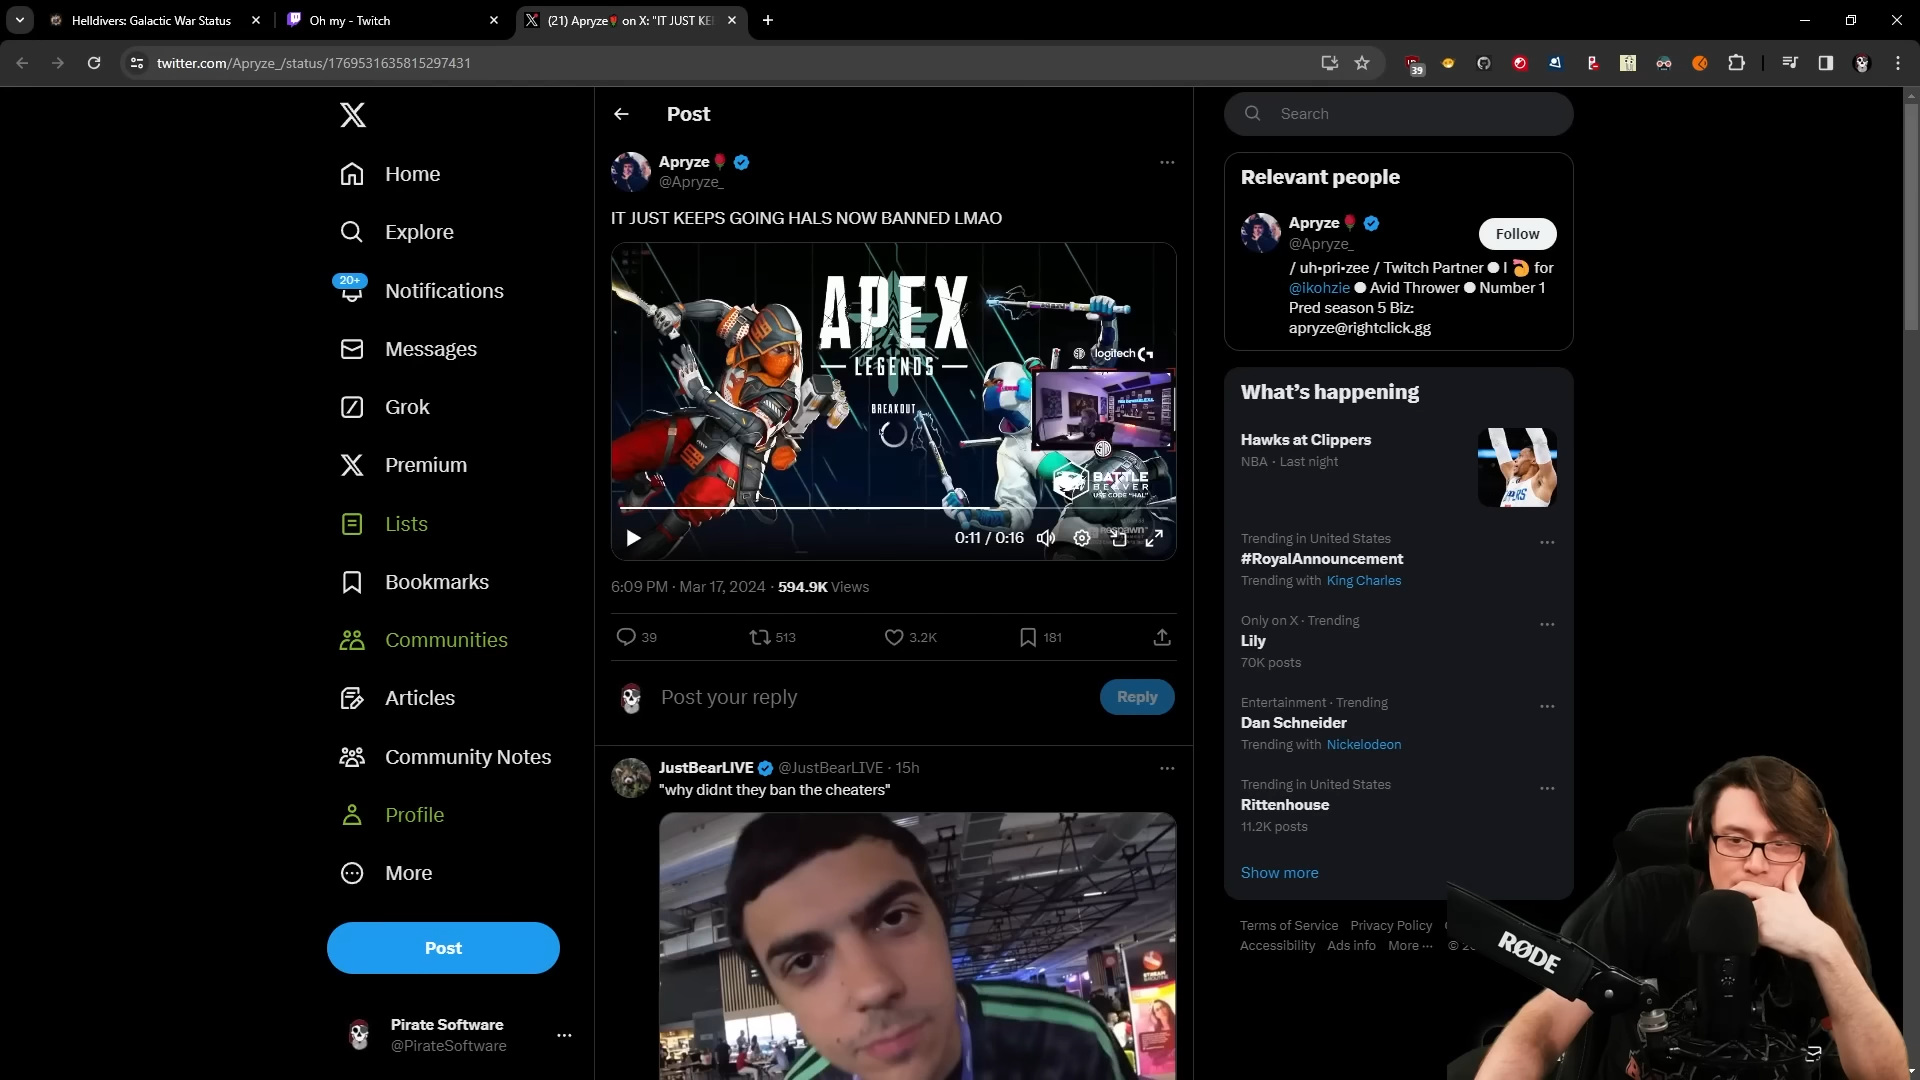 Helldivers: Galactic War Status
Oh my - Twitch
(21) Apryze🌹 on X: "IT JUST KEE
twitter.com/Apryze_/status/1769531635815297431
39
Home
Explore
20+
Notifications
Messages
Grok
Premium
Lists
Bookmarks
Communities
Articles
Community Notes
Profile
More
Post
Pirate Software
@PirateSoftware
Post
Apryze🌹
@Apryze_
IT JUST KEEPS GOING HALS NOW BANNED LMAO
APEX
LEGENDS
BREAKOUT
logitech G
BATTLE
BEAVER
USE CODE "HAL"
Respawn
0:11 / 0:16
6:09 PM · Mar 17, 2024 · 594.9K Views
39
513
3.2K
181
Post your reply
Reply
JustBearLIVE @JustBearLIVE · 15h
"why didnt they ban the cheaters"
Search
Relevant people
Apryze🌹
@Apryze_
Follow
/ uh•pri•zee / Twitch Partner ⚪ I 🍤 for
@ikohzie ⚪ Avid Thrower ⚪ Number 1
Pred season 5 Biz:
apryze@rightclick.gg
What's happening
Hawks at Clippers
NBA · Last night
Trending in United States
#RoyalAnnouncement
Trending with King Charles
Only on X · Trending
Lily
70K posts
Entertainment · Trending
Dan Schneider
Trending with Nickelodeon
Trending in United States
Rittenhouse
11.2K posts
Show more
Terms of Service Privacy Policy
Accessibility Ads info More ··· ©
RØDE